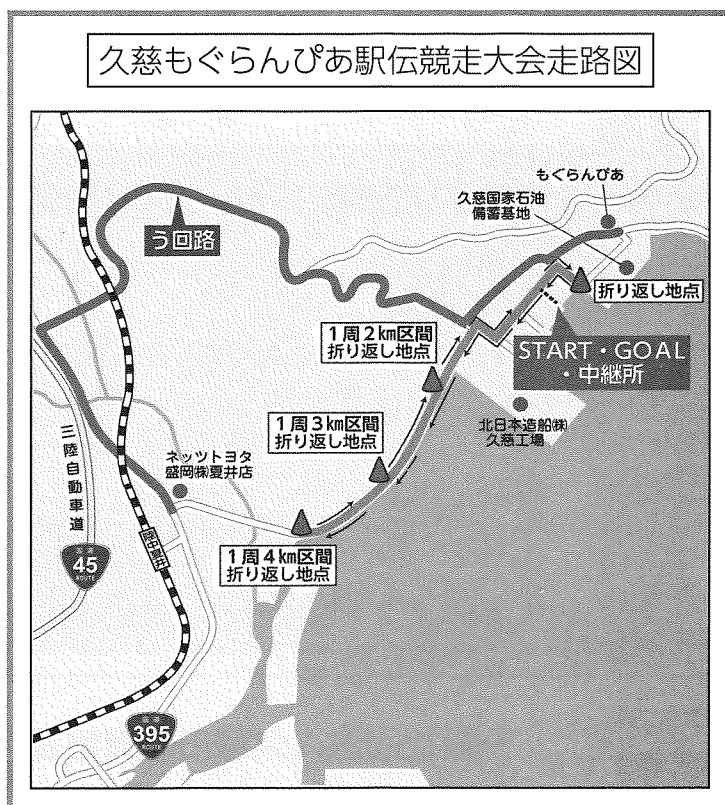 久慈もぐらんぴあ駅伝競走大会走路図
もぐらんぴあ
久慈国家石油
備蓄基地
う回路
折り返し地点
1周2km区間
折り返し地点
START・GOAL
・中継所
1周3km区間
折り返し地点
北日本造船㈱
久慈工場
ネッツトヨタ
盛岡㈱夏井店
三陸自動車道
1周4km区間
折り返し地点
陸中夏井
国道
45
ROUTE
国道
395
ROUTE